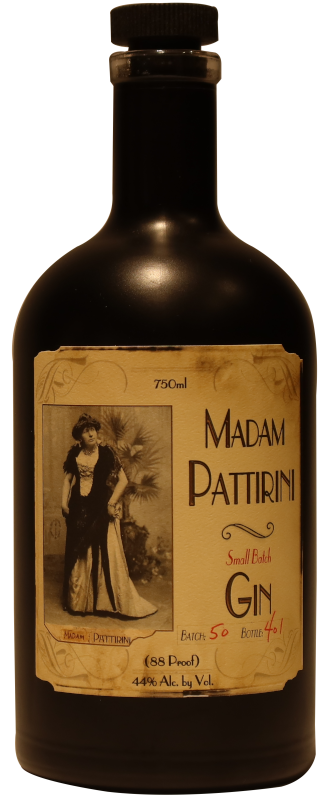 750ml
MADAM
PATTIRINI
Small Batch
GIN
BATCH: 50 BOTTLE: 401
MADAM PATTIRINI
(88 Proof)
44% Alc. by Vol.